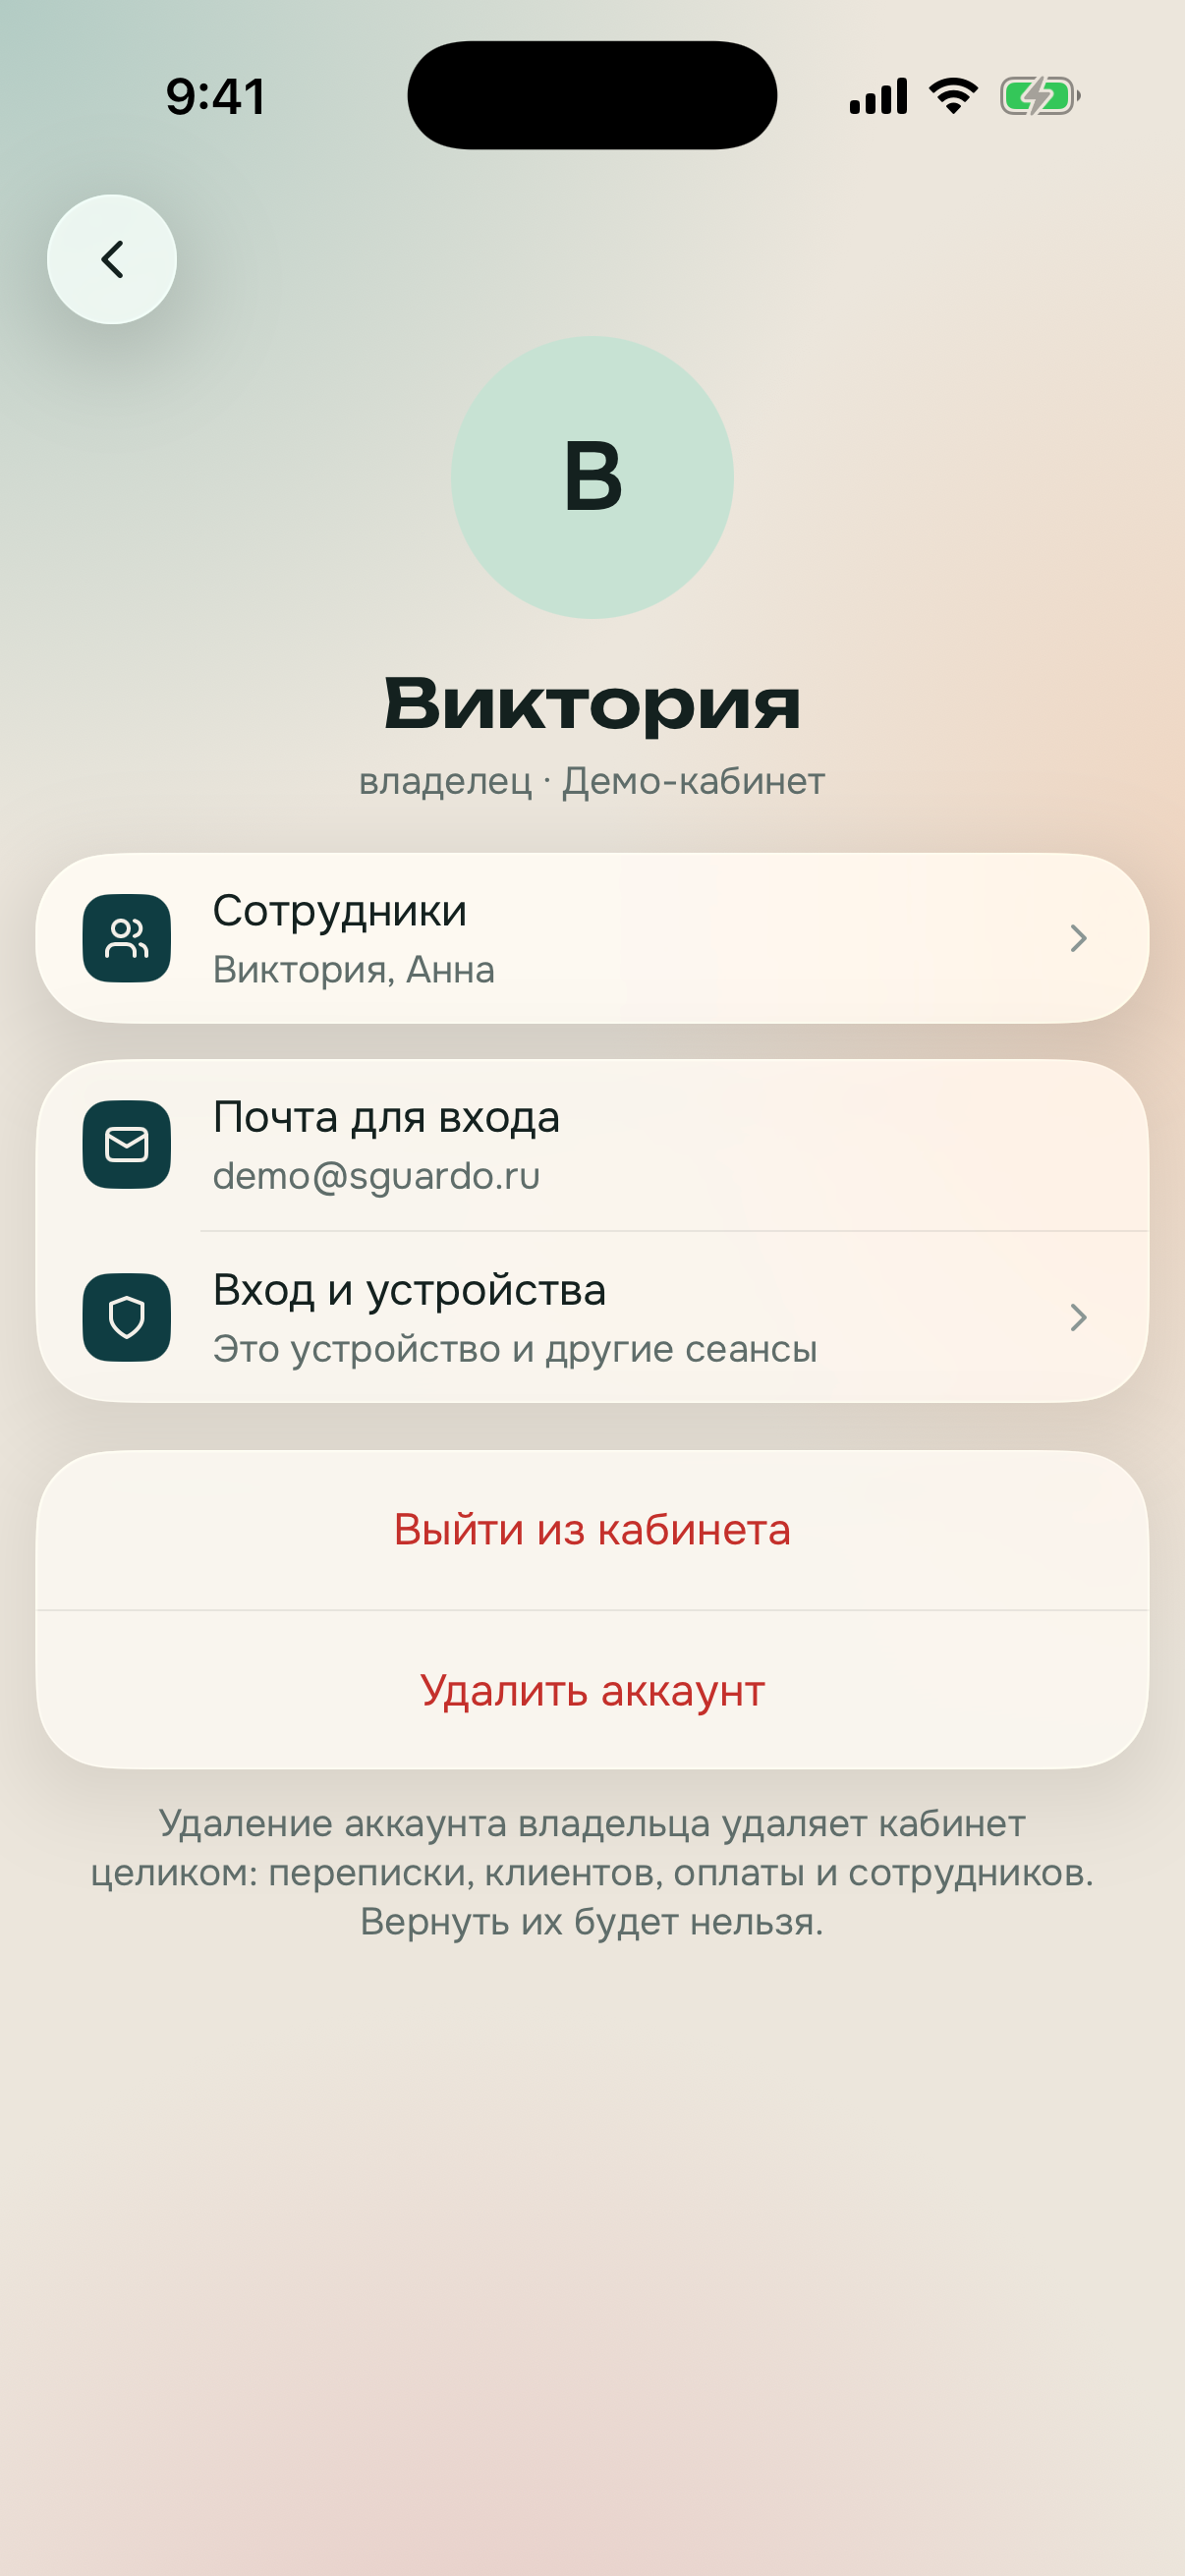 9:41
В
Виктория
владелец · Демо-кабинет
Сотрудники
Виктория, Анна
Почта для входа
demo@sguardo.ru
Вход и устройства
Это устройство и другие сеансы
Выйти из кабинета
Удалить аккаунт
Удаление аккаунта владельца удаляет кабинет
целиком: переписки, клиентов, оплаты и сотрудников.
Вернуть их будет нельзя.